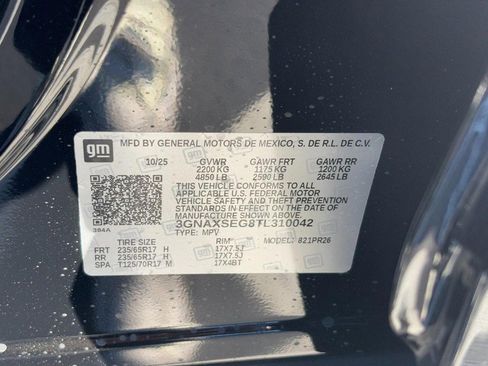 gm
MFD BY GENERAL MOTORS DE MEXICO, S. DE R.L. DE C.V.
10/25 GVWR GAWR FRT GAWR RR
2200 KG 1175 KG 1200 KG
4850 LB 2590 LB 2645 LB
THIS VEHICLE CONFORMS TO ALL
APPLICABLE U.S. FEDERAL MOTOR
VEHICLE SAFETY AND THEFT PREVENTION
STANDARDS IN EFFECT ON THE DATE
OF MANUFACTURE SHOWN ABOVE.
394A
3GNAXSEG8TL310042
TYPE: MPV MODEL: 821PR26
TIRE SIZE RIM
FRT 235/65R17 H 17X7.5J
RR 235/65R17 H 17X7.5J
SPA T125/70R17 M 17X4BT